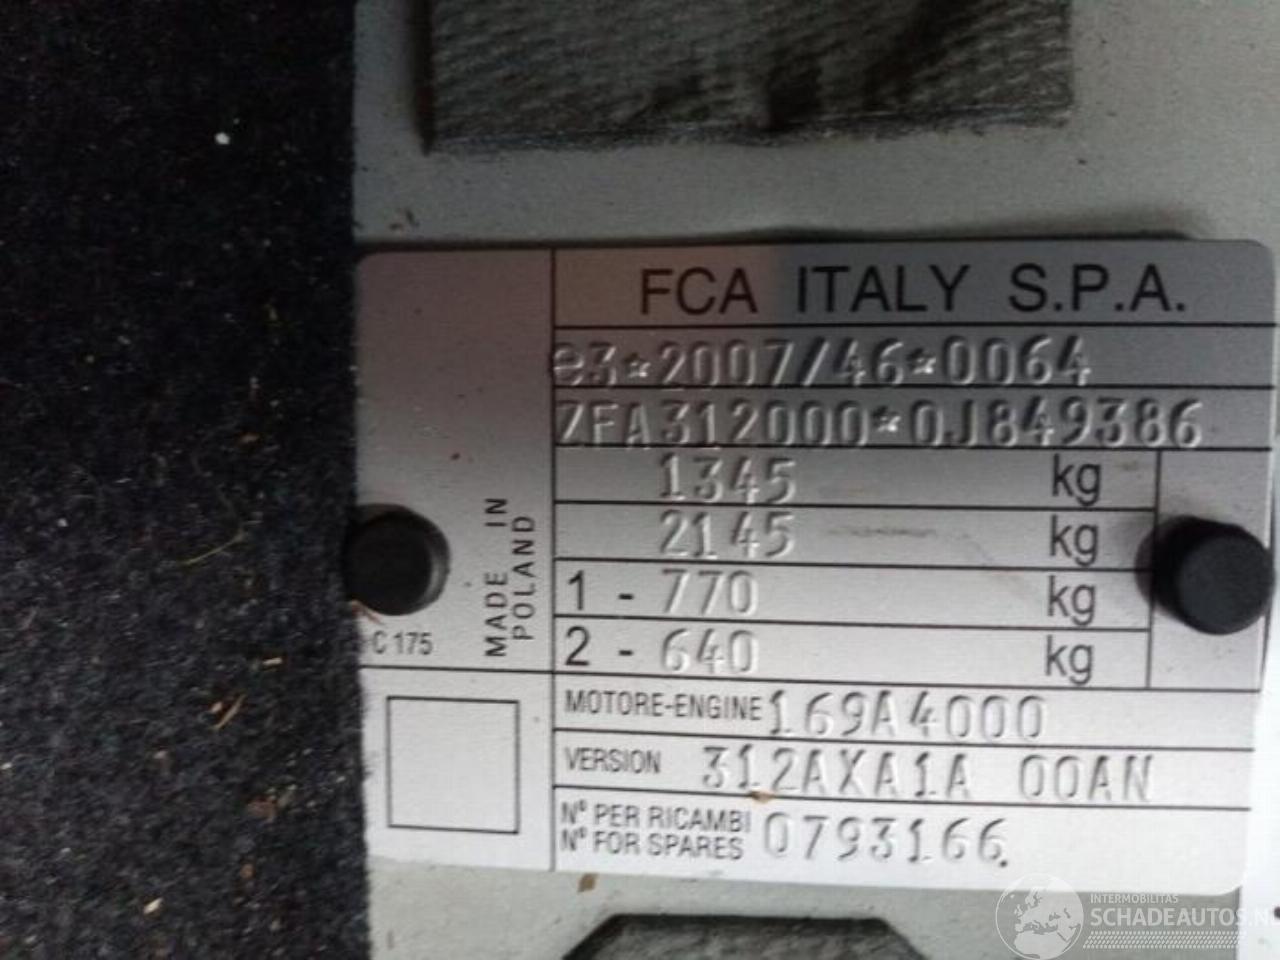 FCA ITALY S.P.A.
e3*2007/46*0064
ZFA312000*0J849386
1345 kg
2145 kg
1 - 770 kg
2 - 640 kg
MADE IN
POLAND
C 175
MOTORE-ENGINE 169A4000
VERSION 312AXA1A 00AN
Nº PER RICAMBI
Nº FOR SPARES 0793166.
INTERMOBILITAS
SCHADEAUTOS.NL